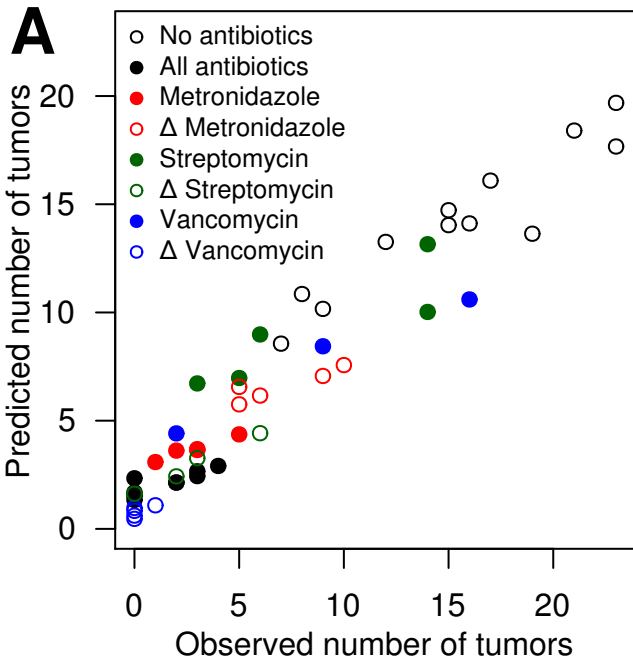 A
No antibiotics
All antibiotics
Metronidazole
Δ Metronidazole
Streptomycin
Δ Streptomycin
Vancomycin
Δ Vancomycin
Predicted number of tumors
20
15
10
5
0
0 5 10 15 20
Observed number of tumors